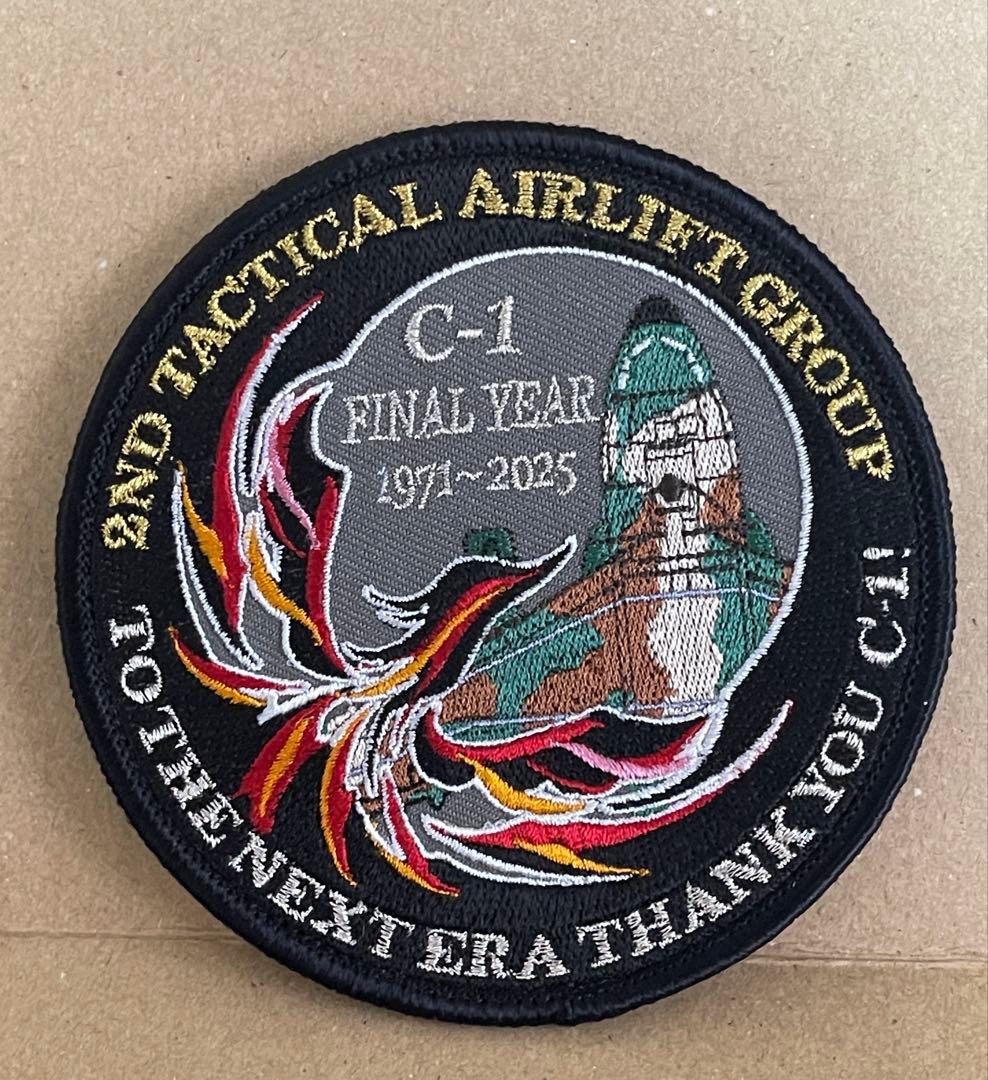 2ND TACTICAL AIRLIFT GROUP
C-1
FINAL YEAR
1971~2025
TO THE NEXT ERA THANK YOU C-1!